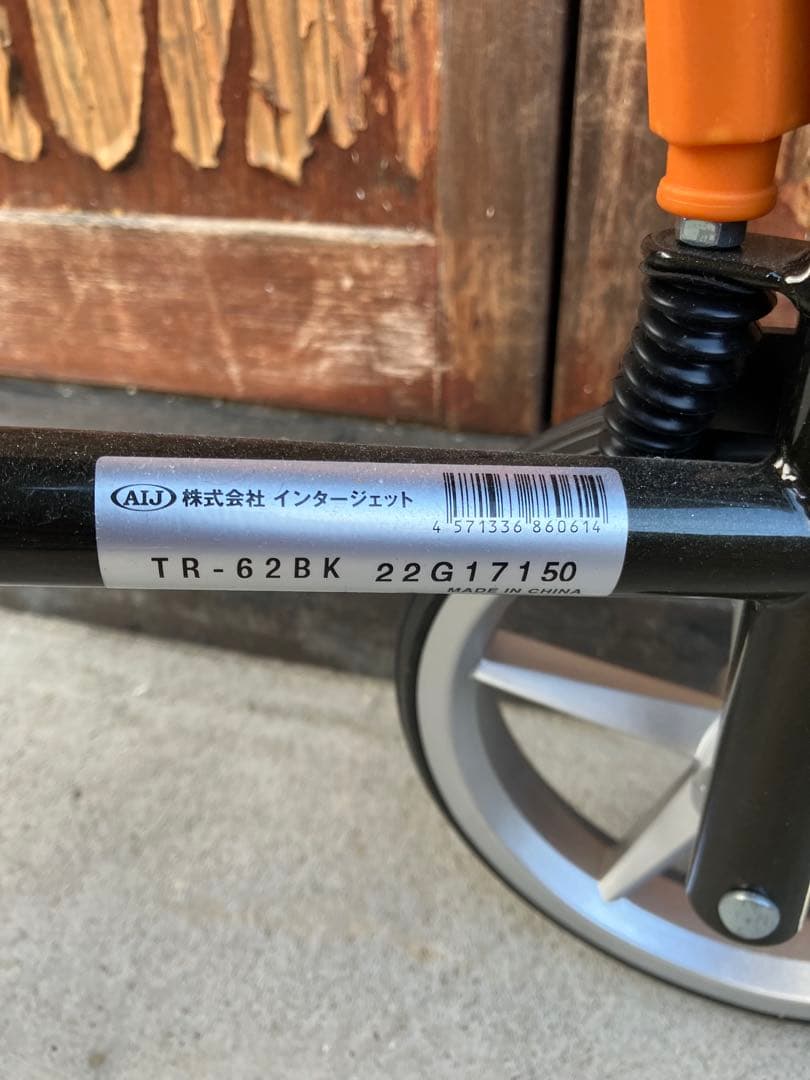 AIJ 株式会社 インタージェット
4 571336 860614
TR-62BK 22G17150
MADE IN CHINA